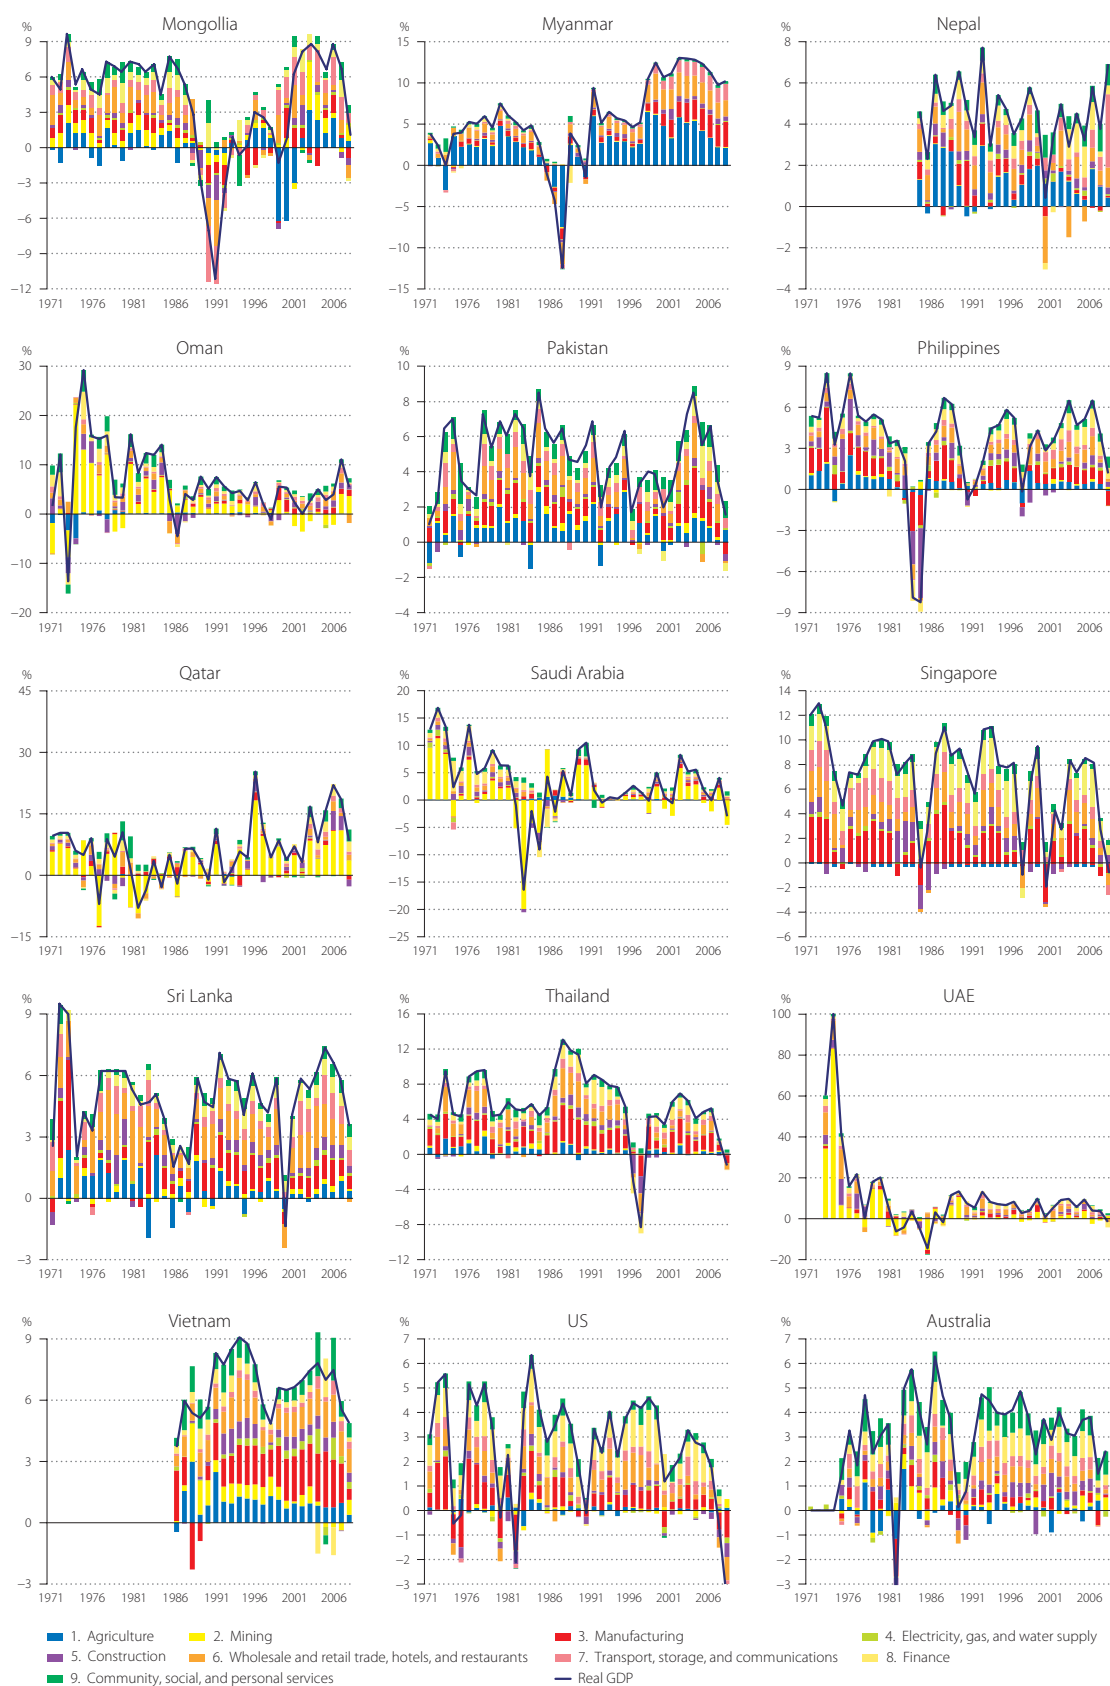 Mongollia Myanmar Nepal
% % %
9 15 8
6 10 6
3 5 4
0 0 2
−3 −5 0
−6 −10 −2
−9 −15 −4
−12
1971 1976 1981 1986 1991 1996 2001 2006 1971 1976 1981 1986 1991 1996 2001 2006 1971 1976 1981 1986 1991 1996 2001 2006
Oman Pakistan Philippines
% % %
30 10 9
20 8 6
10 6 3
0 4 0
−10 2 −3
−20 0 −6
−2 −9
−4
1971 1976 1981 1986 1991 1996 2001 2006 1971 1976 1981 1986 1991 1996 2001 2006 1971 1976 1981 1986 1991 1996 2001 2006
Qatar Saudi Arabia Singapore
% % %
45 20 14
30 15 12
15 10 10
0 5 8
−15 0 6
−5 4
−10 2
−15 0
−20 −2
−25 −4
−6
1971 1976 1981 1986 1991 1996 2001 2006 1971 1976 1981 1986 1991 1996 2001 2006 1971 1976 1981 1986 1991 1996 2001 2006
Sri Lanka Thailand UAE
% % %
9 16 100
6 12 80
3 8 60
0 4 40
−3 0 20
−4 0
−8 −20
−12
1971 1976 1981 1986 1991 1996 2001 2006 1971 1976 1981 1986 1991 1996 2001 2006 1971 1976 1981 1986 1991 1996 2001 2006
Vietnam US Australia
% % %
9 7 7
6 6 6
3 5 5
0 4 4
−3 3 3
2 2
1 1
0 0
−1 −1
−2 −2
−3 −3
1971 1976 1981 1986 1991 1996 2001 2006 1971 1976 1981 1986 1991 1996 2001 2006 1971 1976 1981 1986 1991 1996 2001 2006
1. Agriculture 2. Mining 3. Manufacturing 4. Electricity, gas, and water supply
5. Construction 6. Wholesale and retail trade, hotels, and restaurants 7. Transport, storage, and communications 8. Finance
9. Community, social, and personal services Real GDP